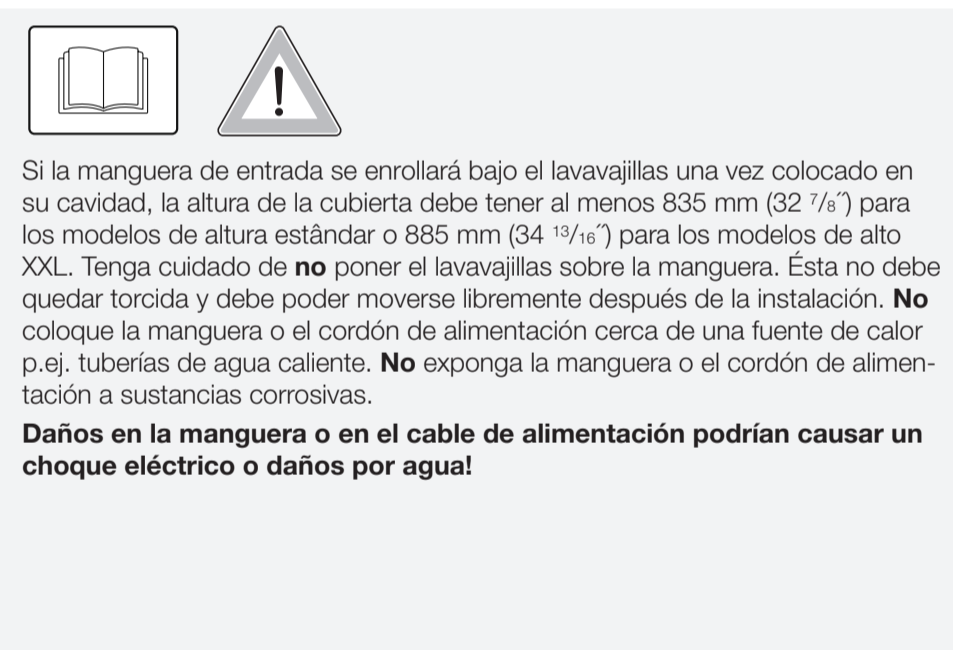 Si la manguera de entrada se enrollará bajo el lavavajillas una vez colocado en
su cavidad, la altura de la cubierta debe tener al menos 835 mm (32 ⁷/₈˝) para
los modelos de altura estândar o 885 mm (34 ¹³/₁₆˝) para los modelos de alto
XXL. Tenga cuidado de no poner el lavavajillas sobre la manguera. Ésta no debe
quedar torcida y debe poder moverse libremente después de la instalación. No
coloque la manguera o el cordón de alimentación cerca de una fuente de calor
p.ej. tuberías de agua caliente. No exponga la manguera o el cordón de alimen-
tación a sustancias corrosivas.
Daños en la manguera o en el cable de alimentación podrían causar un
choque eléctrico o daños por agua!